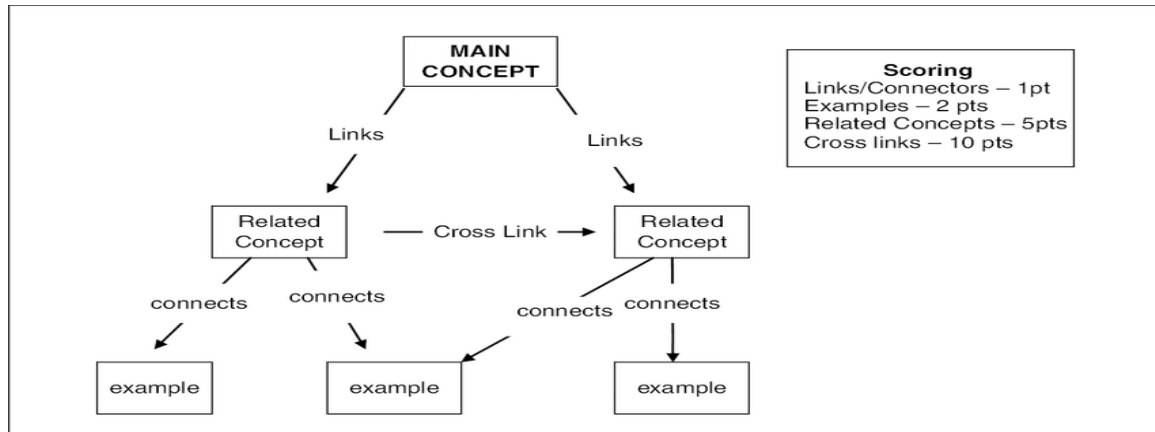 MAIN
CONCEPT
Scoring
Links/Connectors – 1pt
Examples – 2 pts
Related Concepts – 5pts
Cross links – 10 pts
Links
Links
Related
Concept
Cross Link
Related
Concept
connects
connects
connects
connects
example
example
example